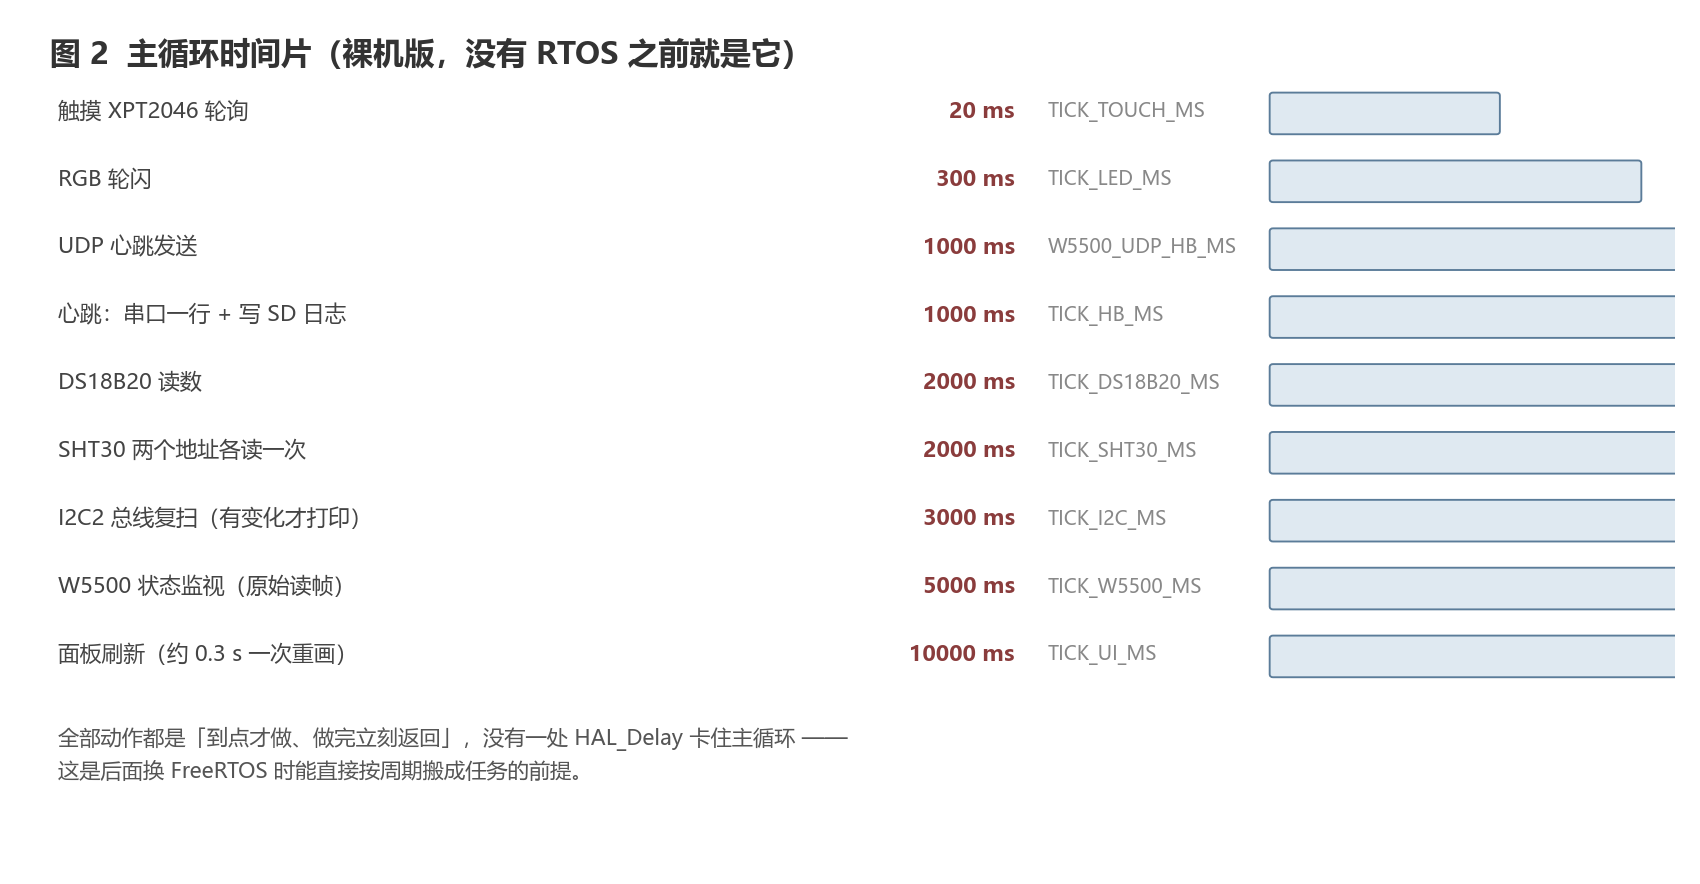 图 2 主循环时间片（裸机版，没有 RTOS 之前就是它）
触摸 XPT2046 轮询 20 ms TICK_TOUCH_MS
RGB 轮闪 300 ms TICK_LED_MS
UDP 心跳发送 1000 ms W5500_UDP_HB_MS
心跳：串口一行 + 写 SD 日志 1000 ms TICK_HB_MS
DS18B20 读数 2000 ms TICK_DS18B20_MS
SHT30 两个地址各读一次 2000 ms TICK_SHT30_MS
I2C2 总线复扫（有变化才打印） 3000 ms TICK_I2C_MS
W5500 状态监视（原始读帧） 5000 ms TICK_W5500_MS
面板刷新（约 0.3 s 一次重画） 10000 ms TICK_UI_MS
全部动作都是「到点才做、做完立刻返回」，没有一处 HAL_Delay 卡住主循环 ——
这是后面换 FreeRTOS 时能直接按周期搬成任务的前提。